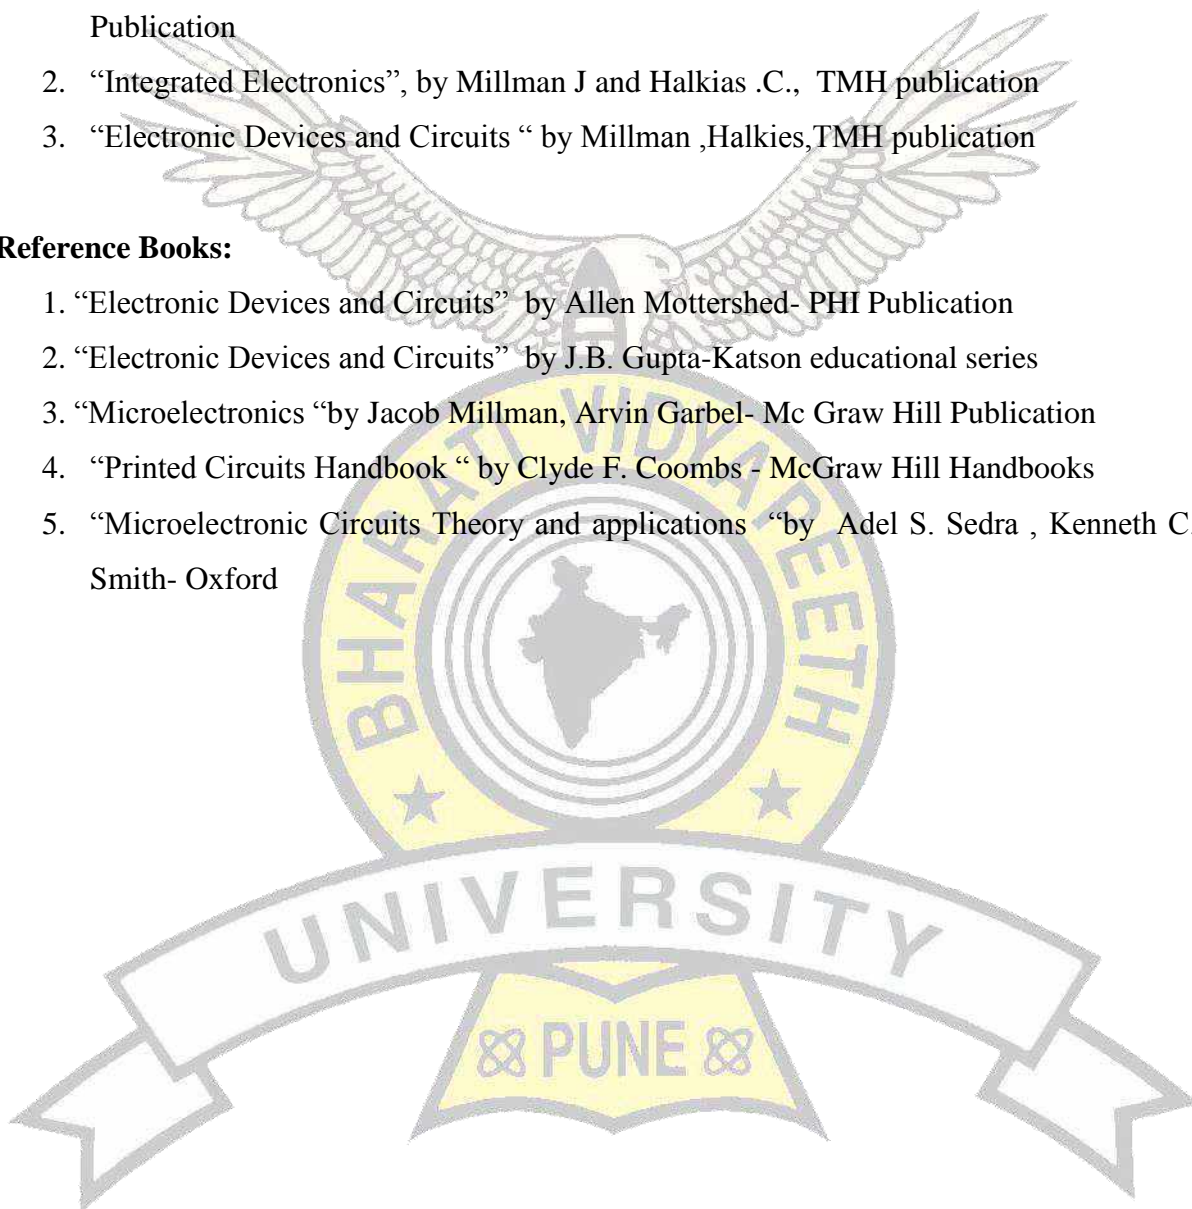 Publication
2. “Integrated Electronics”, by Millman J and Halkias .C., TMH publication
3. “Electronic Devices and Circuits “ by Millman ,Halkies,TMH publication
Reference Books:
1. “Electronic Devices and Circuits” by Allen Mottershed- PHI Publication
2. “Electronic Devices and Circuits” by J.B. Gupta-Katson educational series
3. “Microelectronics “by Jacob Millman, Arvin Garbel- Mc Graw Hill Publication
4. “Printed Circuits Handbook “ by Clyde F. Coombs - McGraw Hill Handbooks
5. “Microelectronic Circuits Theory and applications “by Adel S. Sedra , Kenneth C.
Smith- Oxford
BHARATI VIDYAPEETH
UNIVERSITY
PUNE